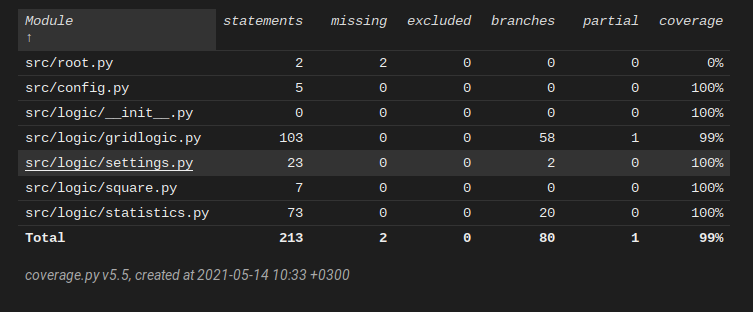 Module statements missing excluded branches partial coverage
↑
src/root.py 2 2 0 0 0 0%
src/config.py 5 0 0 0 0 100%
src/logic/__init__.py 0 0 0 0 0 100%
src/logic/gridlogic.py 103 0 0 58 1 99%
src/logic/settings.py 23 0 0 2 0 100%
src/logic/square.py 7 0 0 0 0 100%
src/logic/statistics.py 73 0 0 20 0 100%
Total 213 2 0 80 1 99%
coverage.py v5.5, created at 2021-05-14 10:33 +0300